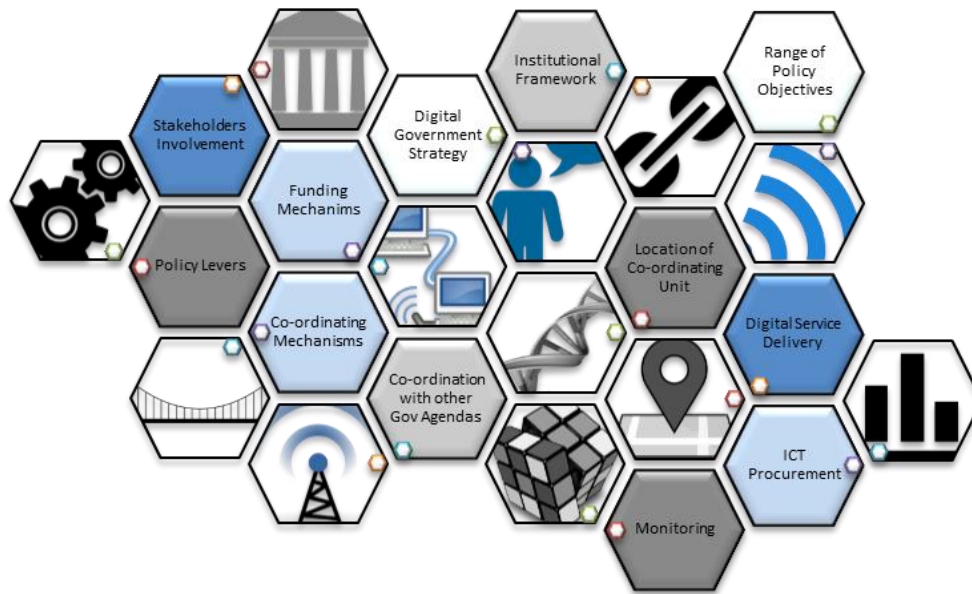 Institutional
Framework
Range of
Policy
Objectives
Stakeholders
Involvement
Digital
Government
Strategy
Funding
Mechanims
Location of
Co-ordinating
Unit
Policy Levers
Co-ordinating
Mechanisms
Digital Service
Delivery
Co-ordination
with other
Gov Agendas
ICT
Procurement
Monitoring